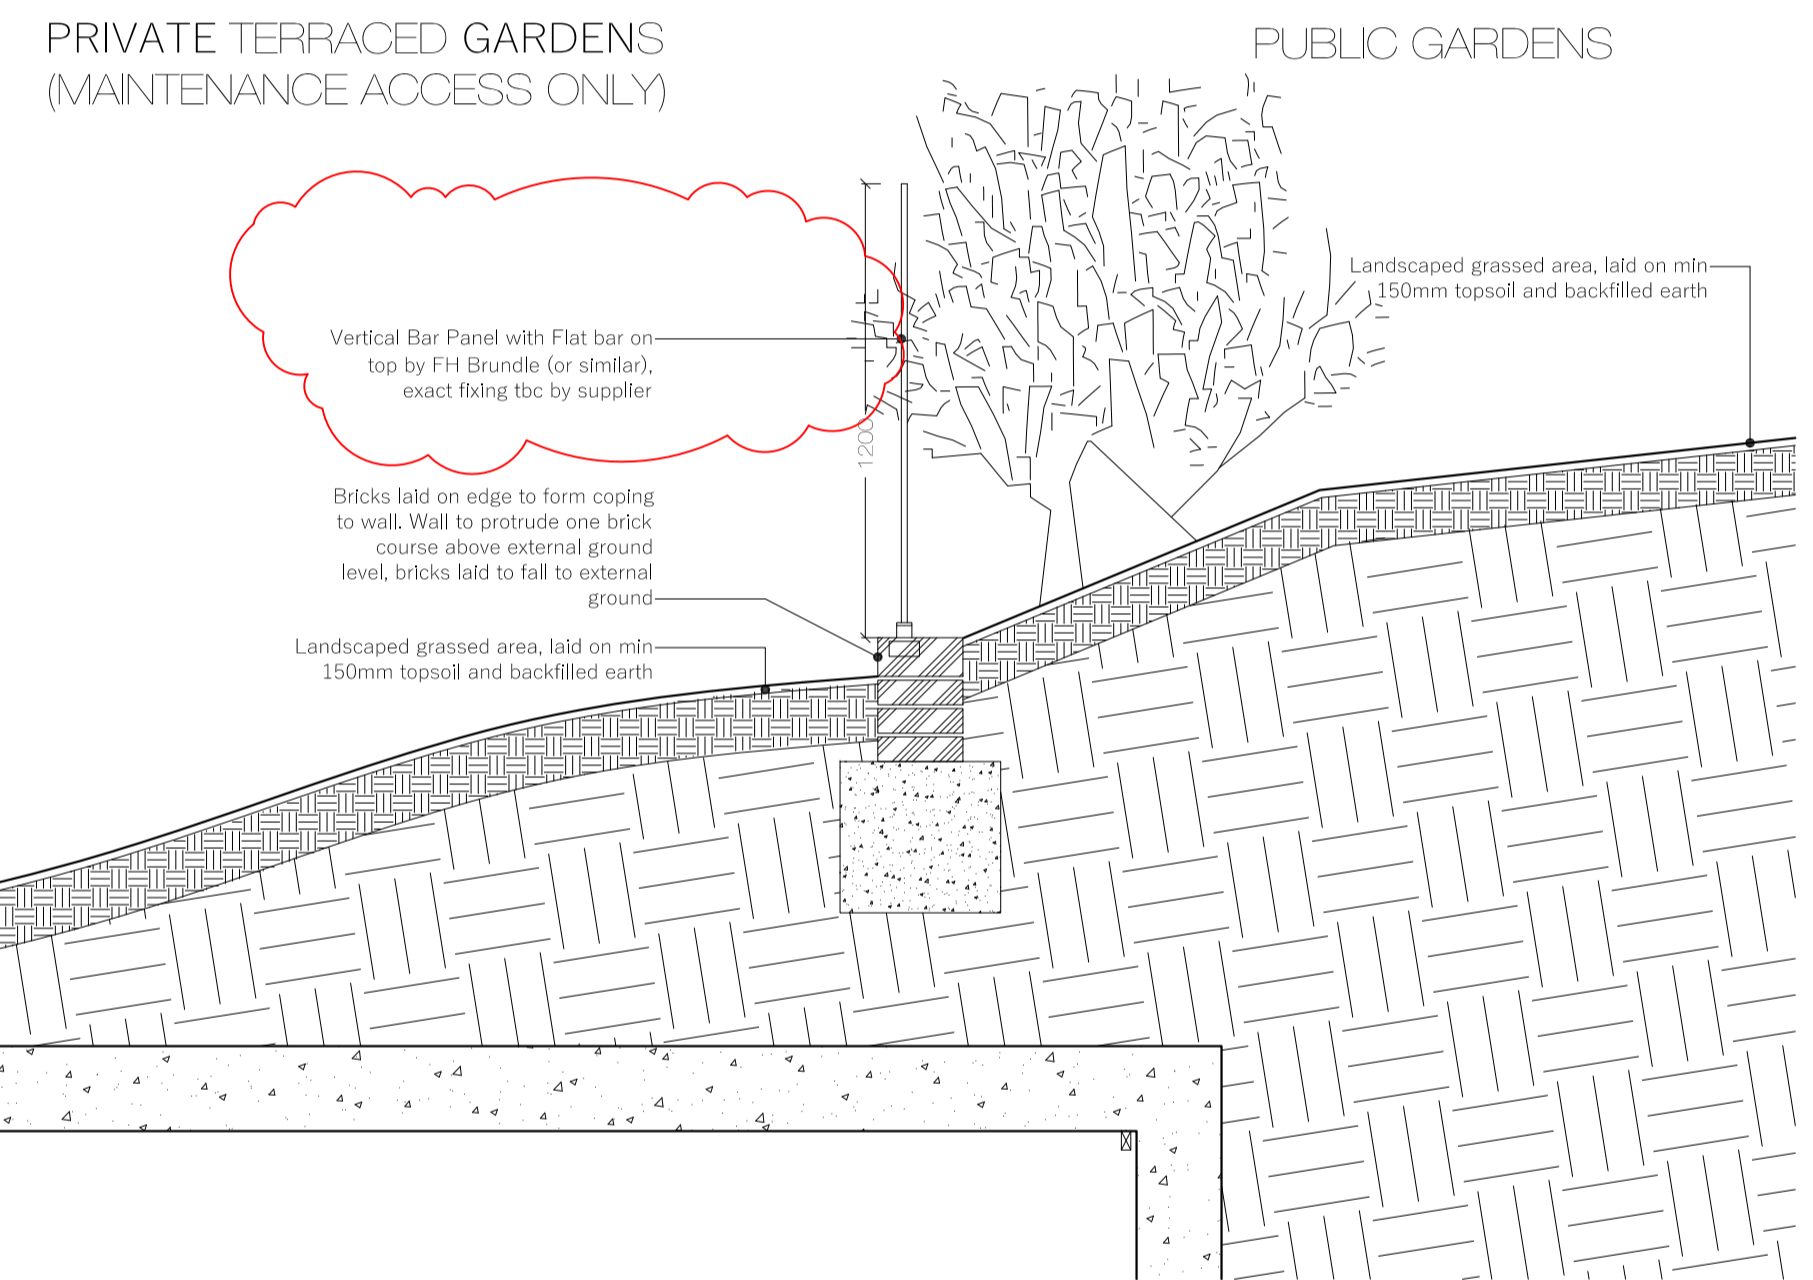 PRIVATE TERRACED GARDENS
(MAINTENANCE ACCESS ONLY)
PUBLIC GARDENS
Landscaped grassed area, laid on min
150mm topsoil and backfilled earth
Vertical Bar Panel with Flat bar on
top by FH Brundle (or similar),
exact fixing tbc by supplier
1200
Bricks laid on edge to form coping
to wall. Wall to protrude one brick
course above external ground
level, bricks laid to fall to external
ground
Landscaped grassed area, laid on min
150mm topsoil and backfilled earth